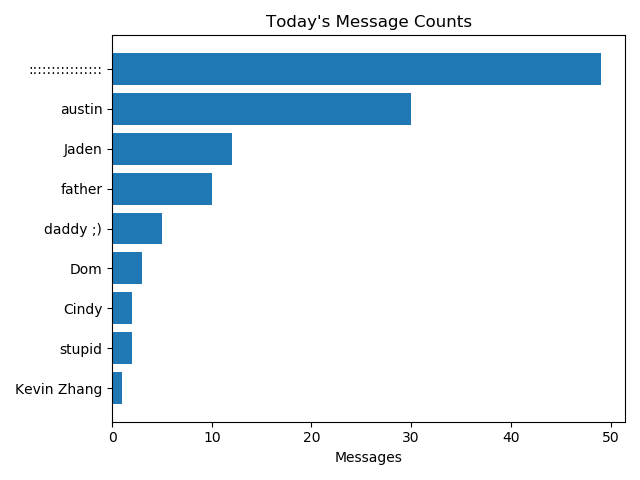 Today's Message Counts
:::::::::::::::
austin
Jaden
father
daddy ;)
Dom
Cindy
stupid
Kevin Zhang
0 10 20 30 40 50
Messages